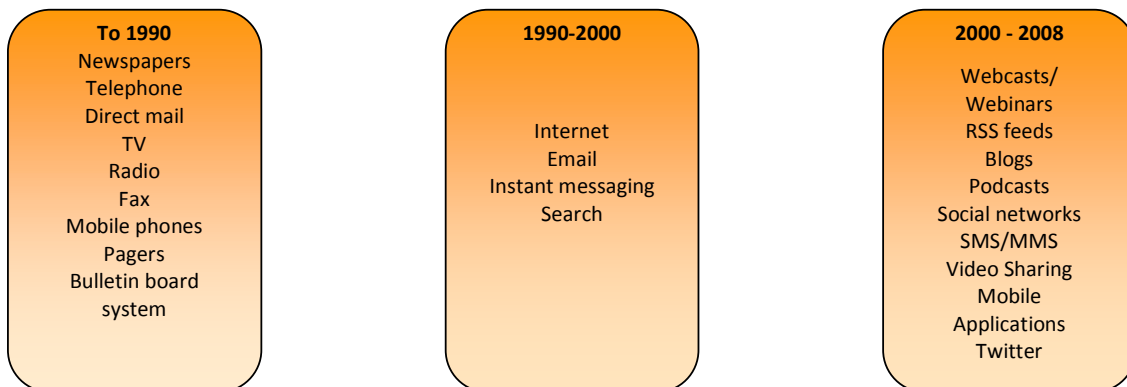 To 1990
Newspapers
Telephone
Direct mail
TV
Radio
Fax
Mobile phones
Pagers
Bulletin board
system
1990-2000
Internet
Email
Instant messaging
Search
2000 - 2008
Webcasts/
Webinars
RSS feeds
Blogs
Podcasts
Social networks
SMS/MMS
Video Sharing
Mobile
Applications
Twitter